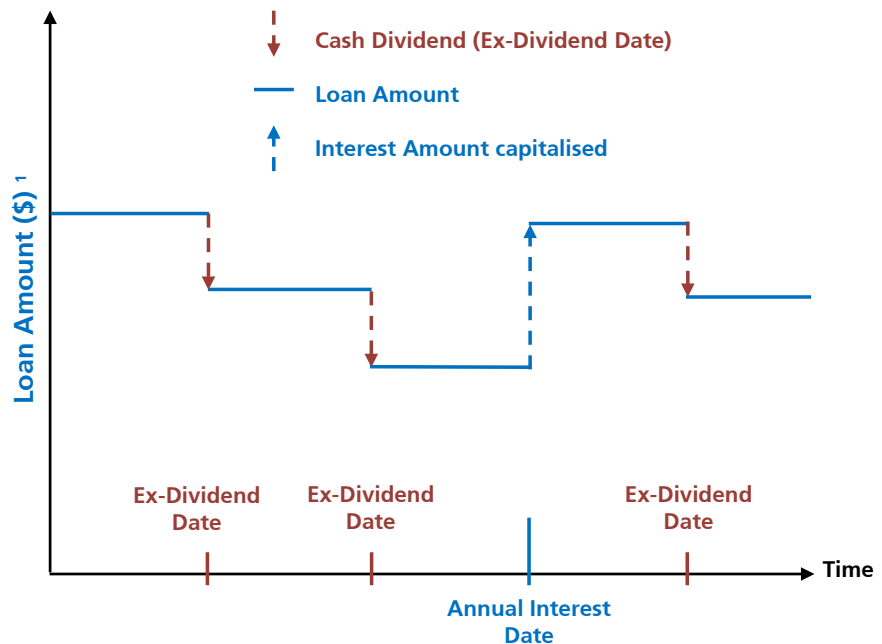 Cash Dividend (Ex-Dividend Date)
Loan Amount
Interest Amount capitalised
Loan Amount ($) 1
Ex-Dividend
Date
Ex-Dividend
Date
Ex-Dividend
Date
Time
Annual Interest
Date